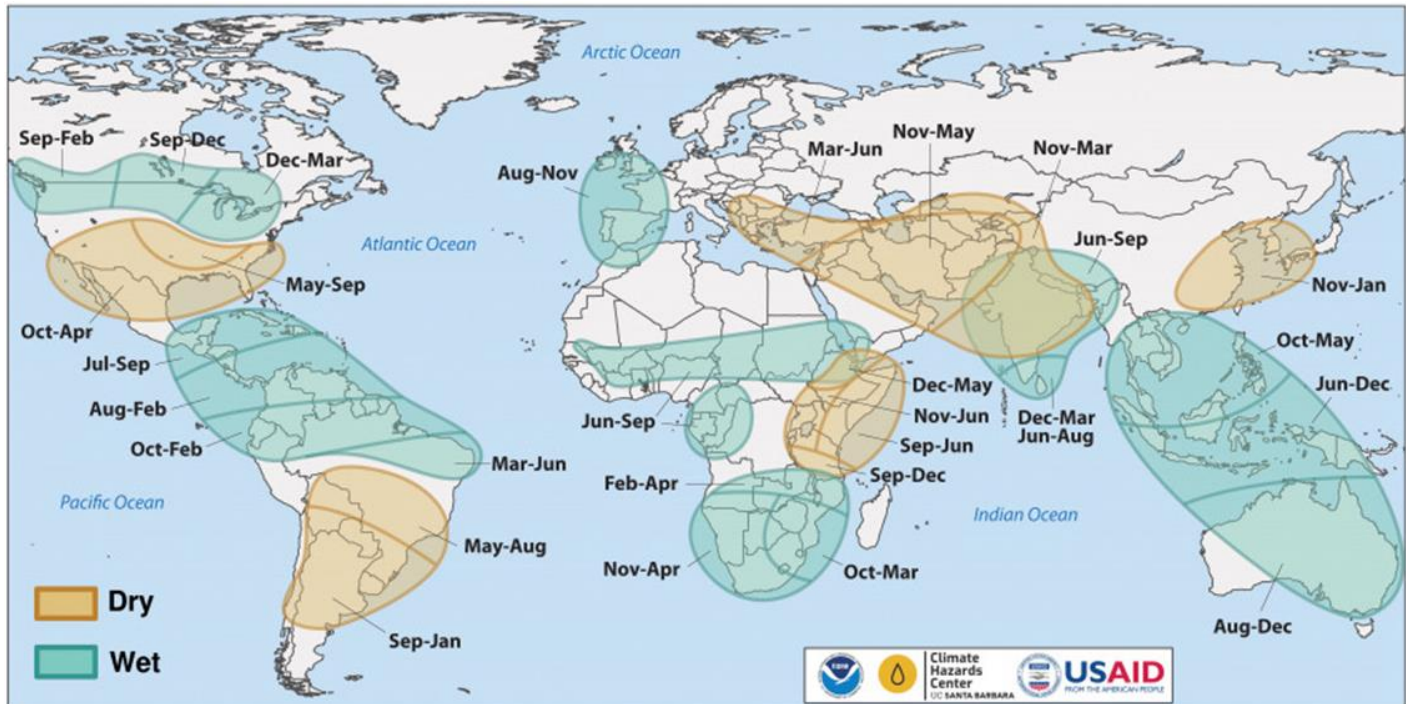 Arctic Ocean
Sep-Feb
Sep-Dec
Dec-Mar
Aug-Nov
Nov-May
Mar-Jun
Nov-Mar
Atlantic Ocean
Jun-Sep
May-Sep
Nov-Jan
Oct-Apr
Jul-Sep
Oct-May
Aug-Feb
Dec-May
Jun-Dec
Nov-Jun
Jun-Sep
Dec-Mar
Jun-Aug
Oct-Feb
Sep-Jun
Mar-Jun
Sep-Dec
Feb-Apr
Pacific Ocean
Indian Ocean
May-Aug
Nov-Apr
Oct-Mar
Dry
Sep-Jan
Aug-Dec
Wet
Climate
Hazards
Center
UC SANTA BARBARA
USAID
FROM THE AMERICAN PEOPLE